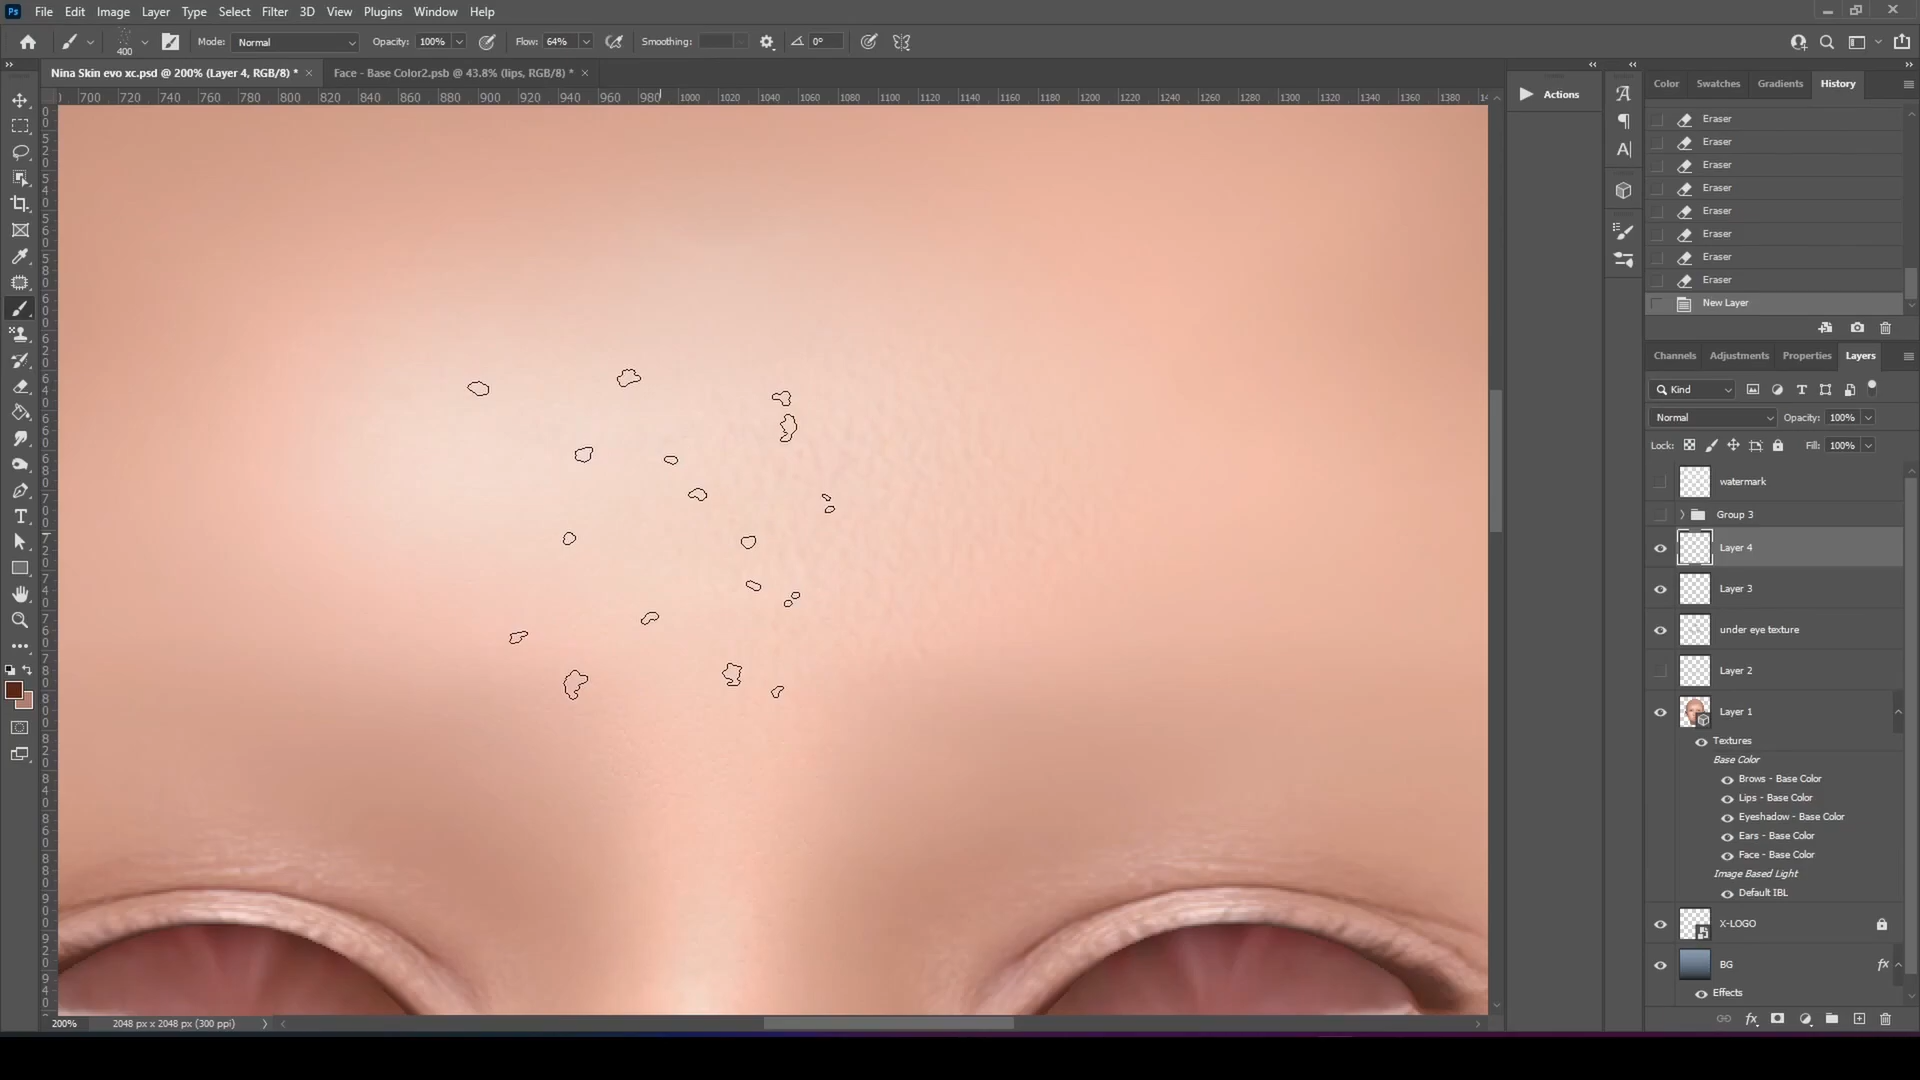 Ps File Edit Image Layer Type Select Filter 3D View Plugins Window Help
400 Mode: Normal Opacity: 100% Flow: 64% Smoothing: 0°
Nina Skin evo xc.psd @ 200% (Layer 4, RGB/8) * × Face - Base Color2.psb @ 43.8% (lips, RGB/8) * ×
700 720 740 760 780 800 820 840 860 880 900 920 940 960 980 1000 1020 1040 1060 1080 1100 1120 1140 1160 1180 1200 1220 1240 1260 1280 1300 1320 1340 1360 1380
Actions
Color Swatches Gradients History
Eraser
Eraser
Eraser
Eraser
Eraser
Eraser
Eraser
Eraser
New Layer
Channels Adjustments Properties Layers
Kind
Normal Opacity: 100%
Lock: Fill: 100%
watermark
Group 3
Layer 4
Layer 3
under eye texture
Layer 2
Layer 1
Textures
Base Color
Brows - Base Color
Lips - Base Color
Eyeshadow - Base Color
Ears - Base Color
Face - Base Color
Image Based Light
Default IBL
X-LOGO
BG fx
Effects
200% 2048 px x 2048 px (300 ppi)